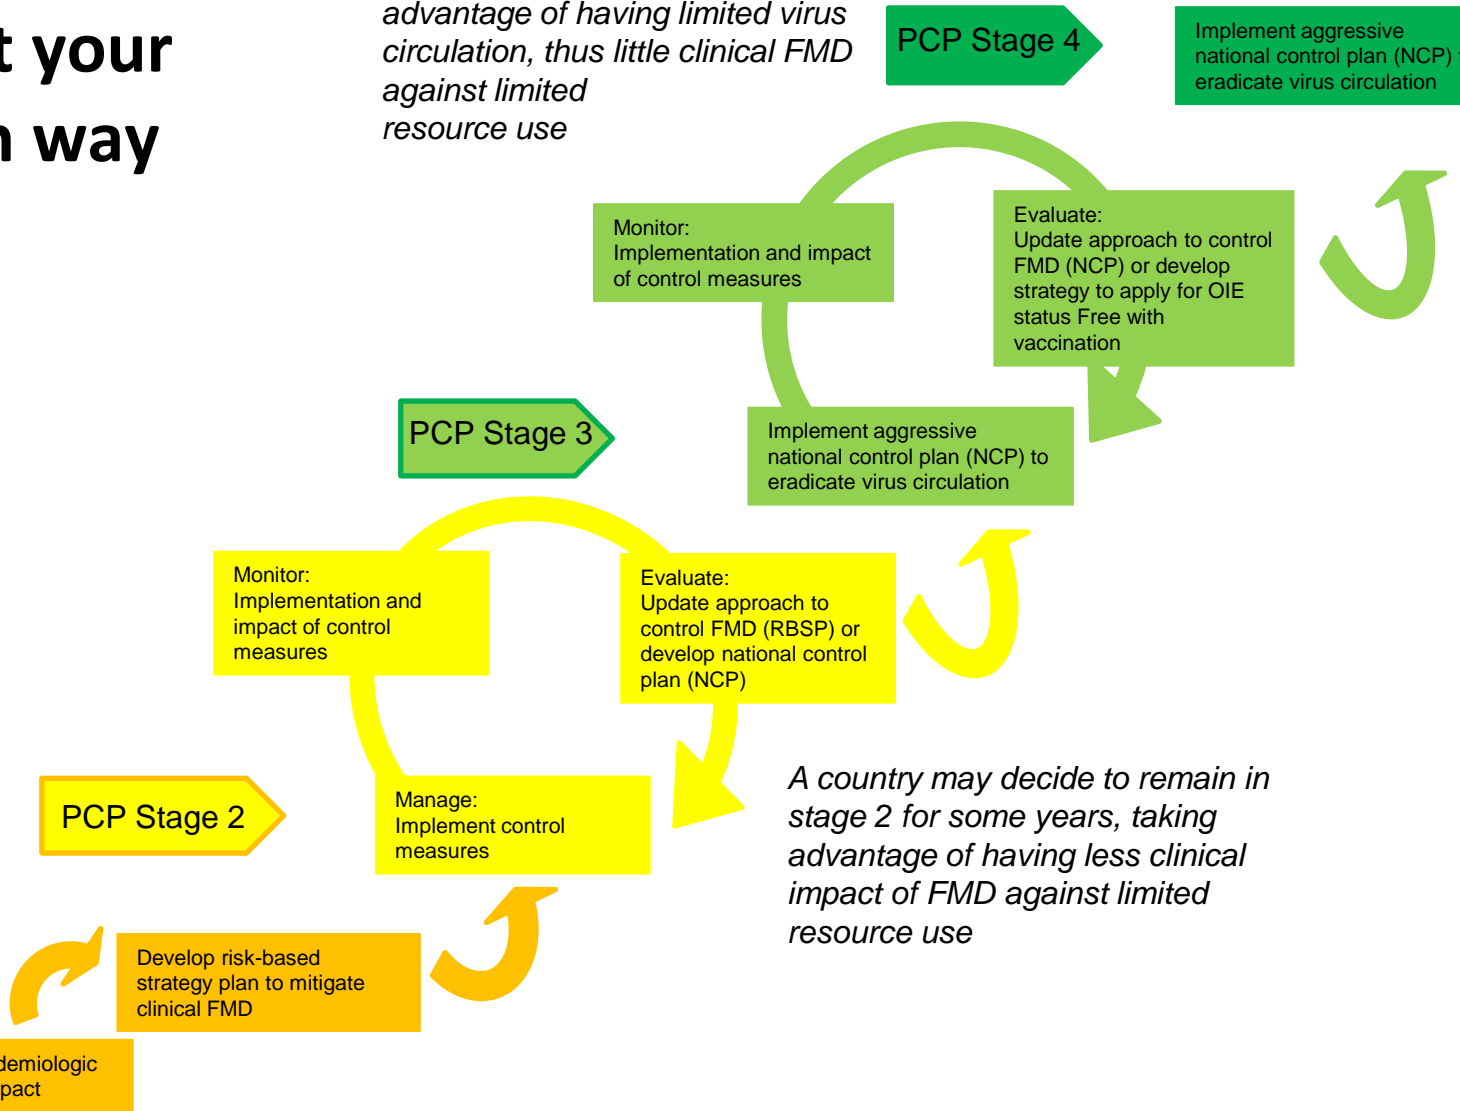 t your
way
advantage of having limited virus
circulation, thus little clinical FMD
against limited
resource use
PCP Stage 4
Implement aggressive
national control plan (NCP)
eradicate virus circulation
Monitor:
Implementation and impact
of control measures
Evaluate:
Update approach to control
FMD (NCP) or develop
strategy to apply for OIE
status Free with
vaccination
PCP Stage 3
Implement aggressive
national control plan (NCP) to
eradicate virus circulation
Monitor:
Implementation and
impact of control
measures
Evaluate:
Update approach to
control FMD (RBSP) or
develop national control
plan (NCP)
PCP Stage 2
Manage:
Implement control
measures
A country may decide to remain in
stage 2 for some years, taking
advantage of having less clinical
impact of FMD against limited
resource use
Develop risk-based
strategy plan to mitigate
clinical FMD
demiologic
pact